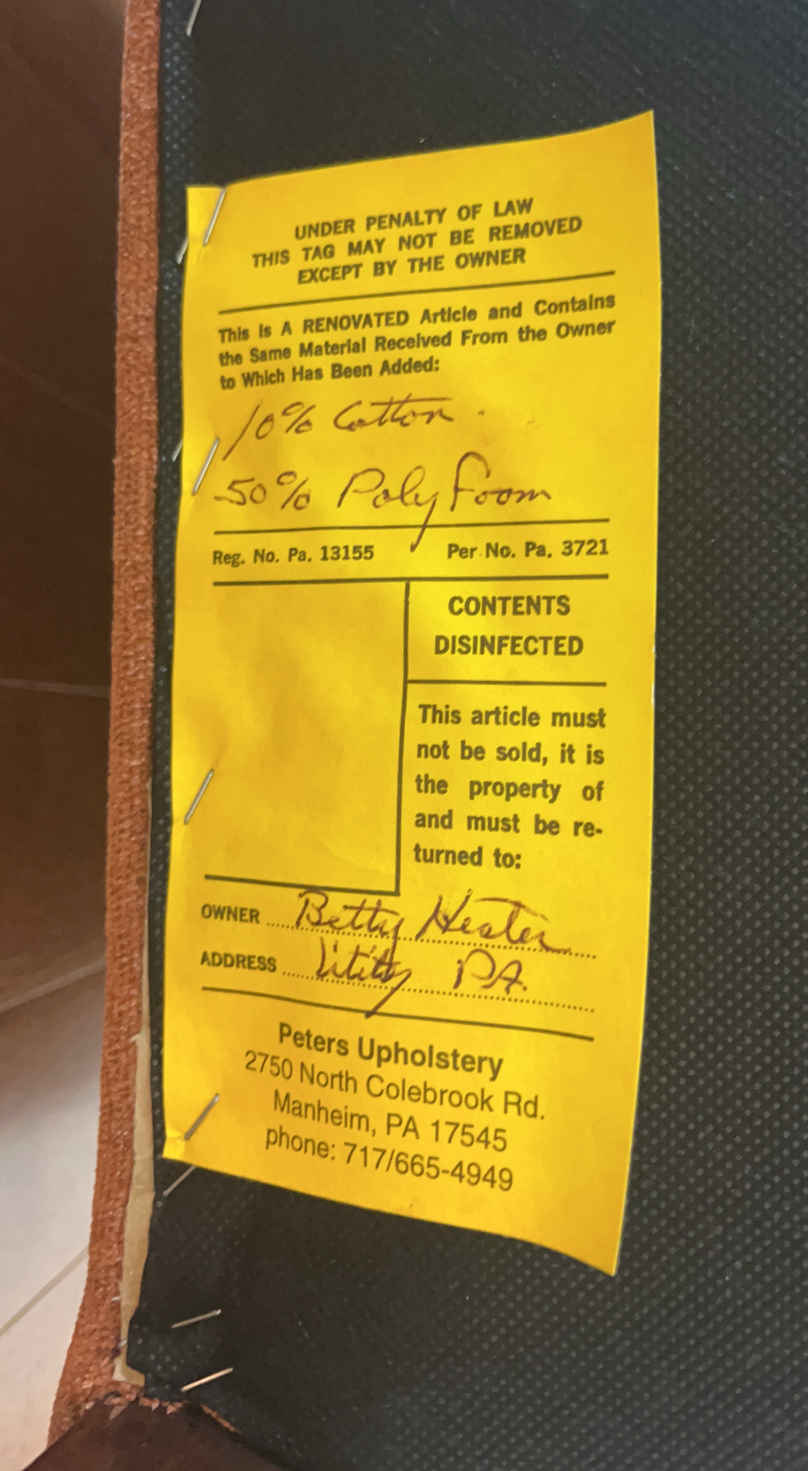 UNDER PENALTY OF LAW
THIS TAG MAY NOT BE REMOVED
EXCEPT BY THE OWNER
This Is A RENOVATED Article and Contains
the Same Material Received From the Owner
to Which Has Been Added:
10% Cotton.
50% Poly Foom
Reg. No. Pa. 13155 Per No. Pa. 3721
CONTENTS
DISINFECTED
This article must
not be sold, it is
the property of
and must be re-
turned to:
OWNER Betty Hester
ADDRESS Lititz PA.
Peters Upholstery
2750 North Colebrook Rd.
Manheim, PA 17545
phone: 717/665-4949